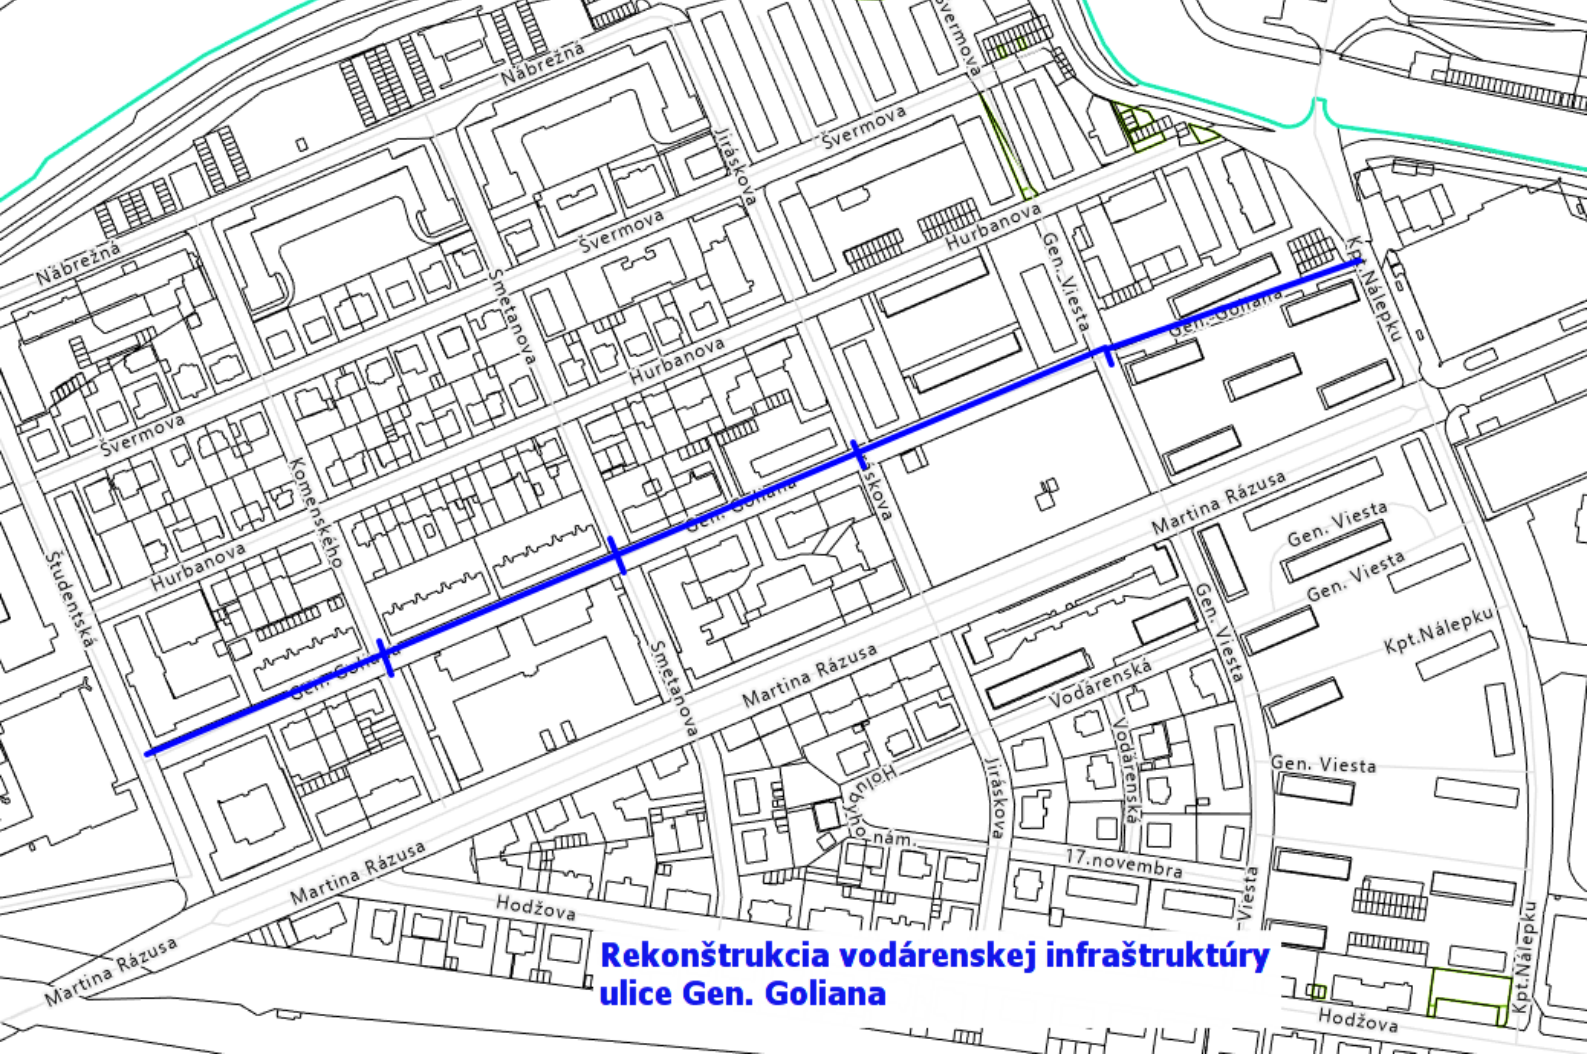 Švermova
Nábrežná
Jiráskova
Švermova
Nábrežná
Švermova
Hurbanova
Gen. Viesta
Kpt.Nálepku
Smetanova
Gen. Goliana
Hurbanova
Švermova
Komenského
Gen. Goliana
Jiráskova
Martina Rázusa
Gen. Viesta
Hurbanova
Študentská
Gen. Viesta
Gen. Viesta
Kpt.Nálepku
Smetanova
Gen. Goliana
Martina Rázusa
Vodárenská
Vodárenská
Gen. Viesta
Jiráskova
Holubyho
nám.
17.novembra
Martina Rázusa
Viesta
Hodžova
Kpt.Nálepku
Martina Rázusa
Hodžova
Rekonštrukcia vodárenskej infraštruktúry
ulice Gen. Goliana